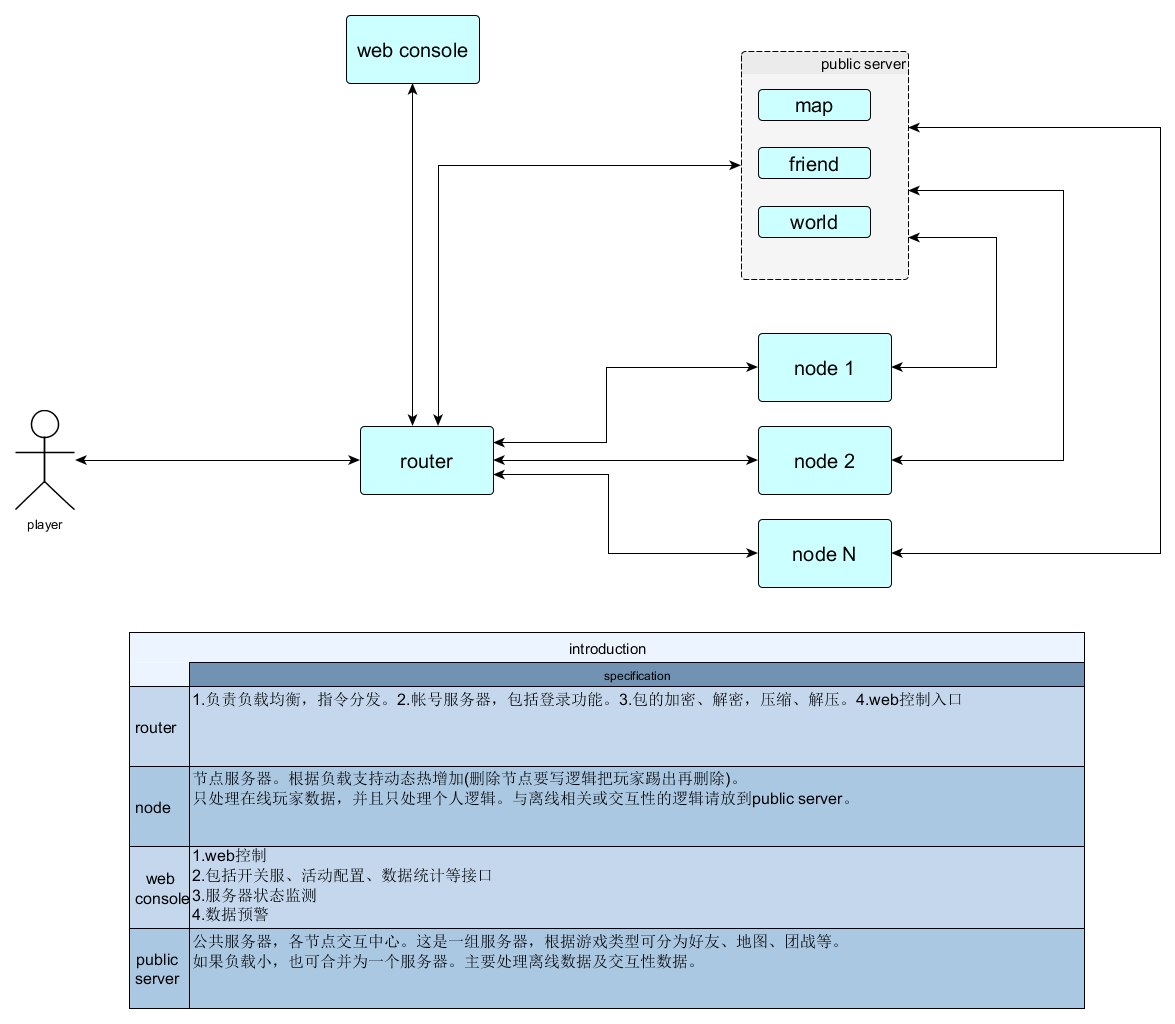 web console
public server
map
friend
world
node 1
router
node 2
player
node N
introduction
specification
router
1.负责负载均衡，指令分发。2.帐号服务器，包括登录功能。3.包的加密、解密，压缩、解压。4.web控制入口
node
节点服务器。根据负载支持动态热增加(删除节点要写逻辑把玩家踢出再删除)。
只处理在线玩家数据，并且只处理个人逻辑。与离线相关或交互性的逻辑请放到public server。
web
console
1.web控制
2.包括开关服、活动配置、数据统计等接口
3.服务器状态监测
4.数据预警
public
server
公共服务器，各节点交互中心。这是一组服务器，根据游戏类型可分为好友、地图、团战等。
如果负载小，也可合并为一个服务器。主要处理离线数据及交互性数据。